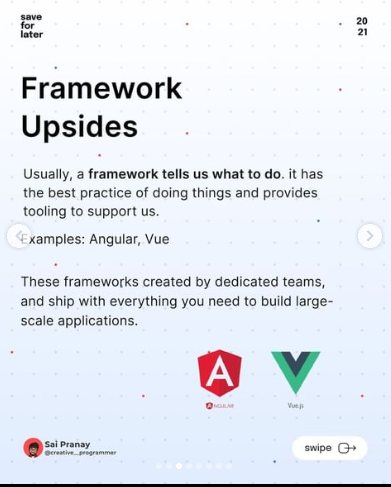 save
for
later
20
21
Framework
Upsides
Usually, a framework tells us what to do. it has
the best practice of doing things and provides
tooling to support us.
Examples: Angular, Vue
These frameworks created by dedicated teams,
and ship with everything you need to build large-
scale applications.
A
ANGULAR
Vue.js
Sai Pranay
@creative__programmer
swipe